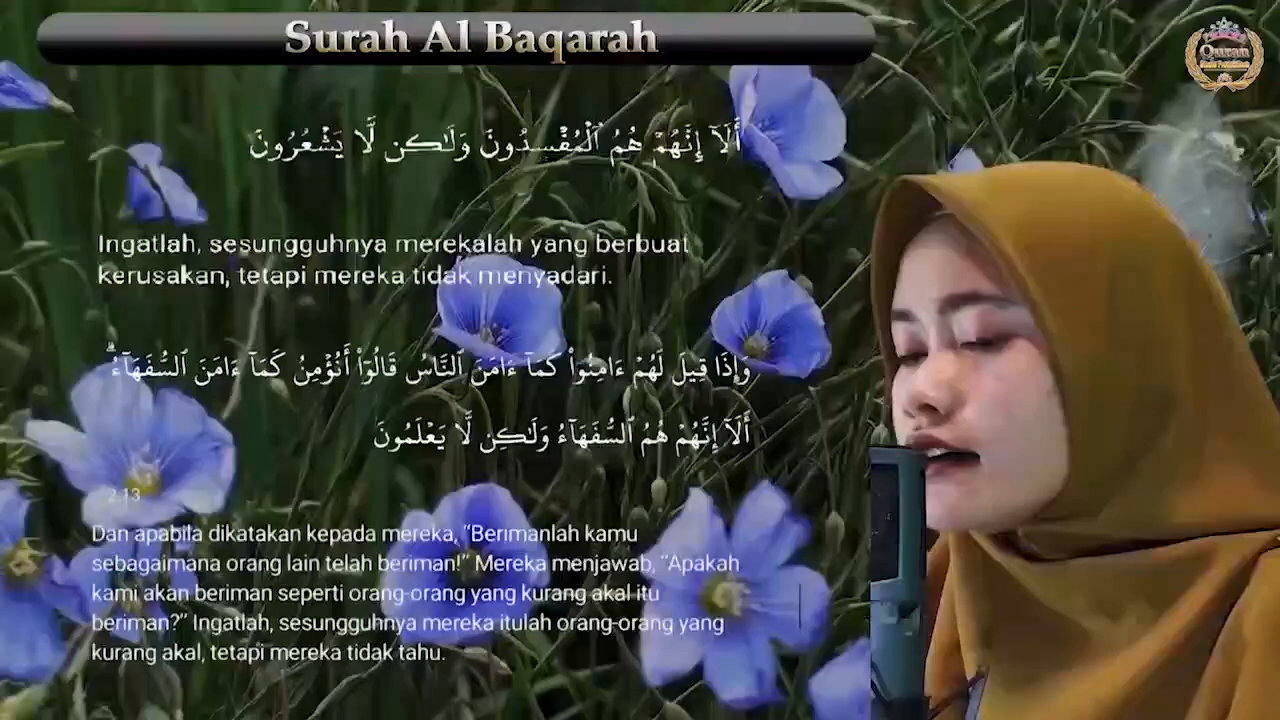 Surah Al Baqarah
Quran
أَلَآ إِنَّهُمْ هُمُ ٱلْمُفْسِدُونَ وَلَـٰكِن لَّا يَشْعُرُونَ
Ingatlah, sesungguhnya merekalah yang berbuat
kerusakan, tetapi mereka tidak menyadari.
وَإِذَا قِيلَ لَهُمْ ءَامِنُوا۟ كَمَآ ءَامَنَ ٱلنَّاسُ قَالُوٓا۟ أَنُؤْمِنُ كَمَآ ءَامَنَ ٱلسُّفَهَآءُ ۗ
أَلَآ إِنَّهُمْ هُمُ ٱلسُّفَهَآءُ وَلَـٰكِن لَّا يَعْلَمُونَ
2:13
Dan apabila dikatakan kepada mereka, “Berimanlah kamu
sebagaimana orang lain telah beriman!” Mereka menjawab, “Apakah
kami akan beriman seperti orang-orang yang kurang akal itu
beriman?” Ingatlah, sesungguhnya mereka itulah orang-orang yang
kurang akal, tetapi mereka tidak tahu.